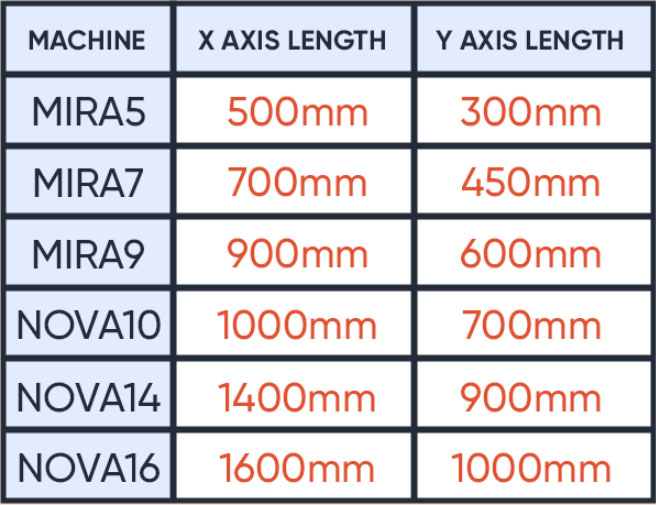 MACHINE X AXIS LENGTH Y AXIS LENGTH
MIRA5 500mm 300mm
MIRA7 700mm 450mm
MIRA9 900mm 600mm
NOVA10 1000mm 700mm
NOVA14 1400mm 900mm
NOVA16 1600mm 1000mm